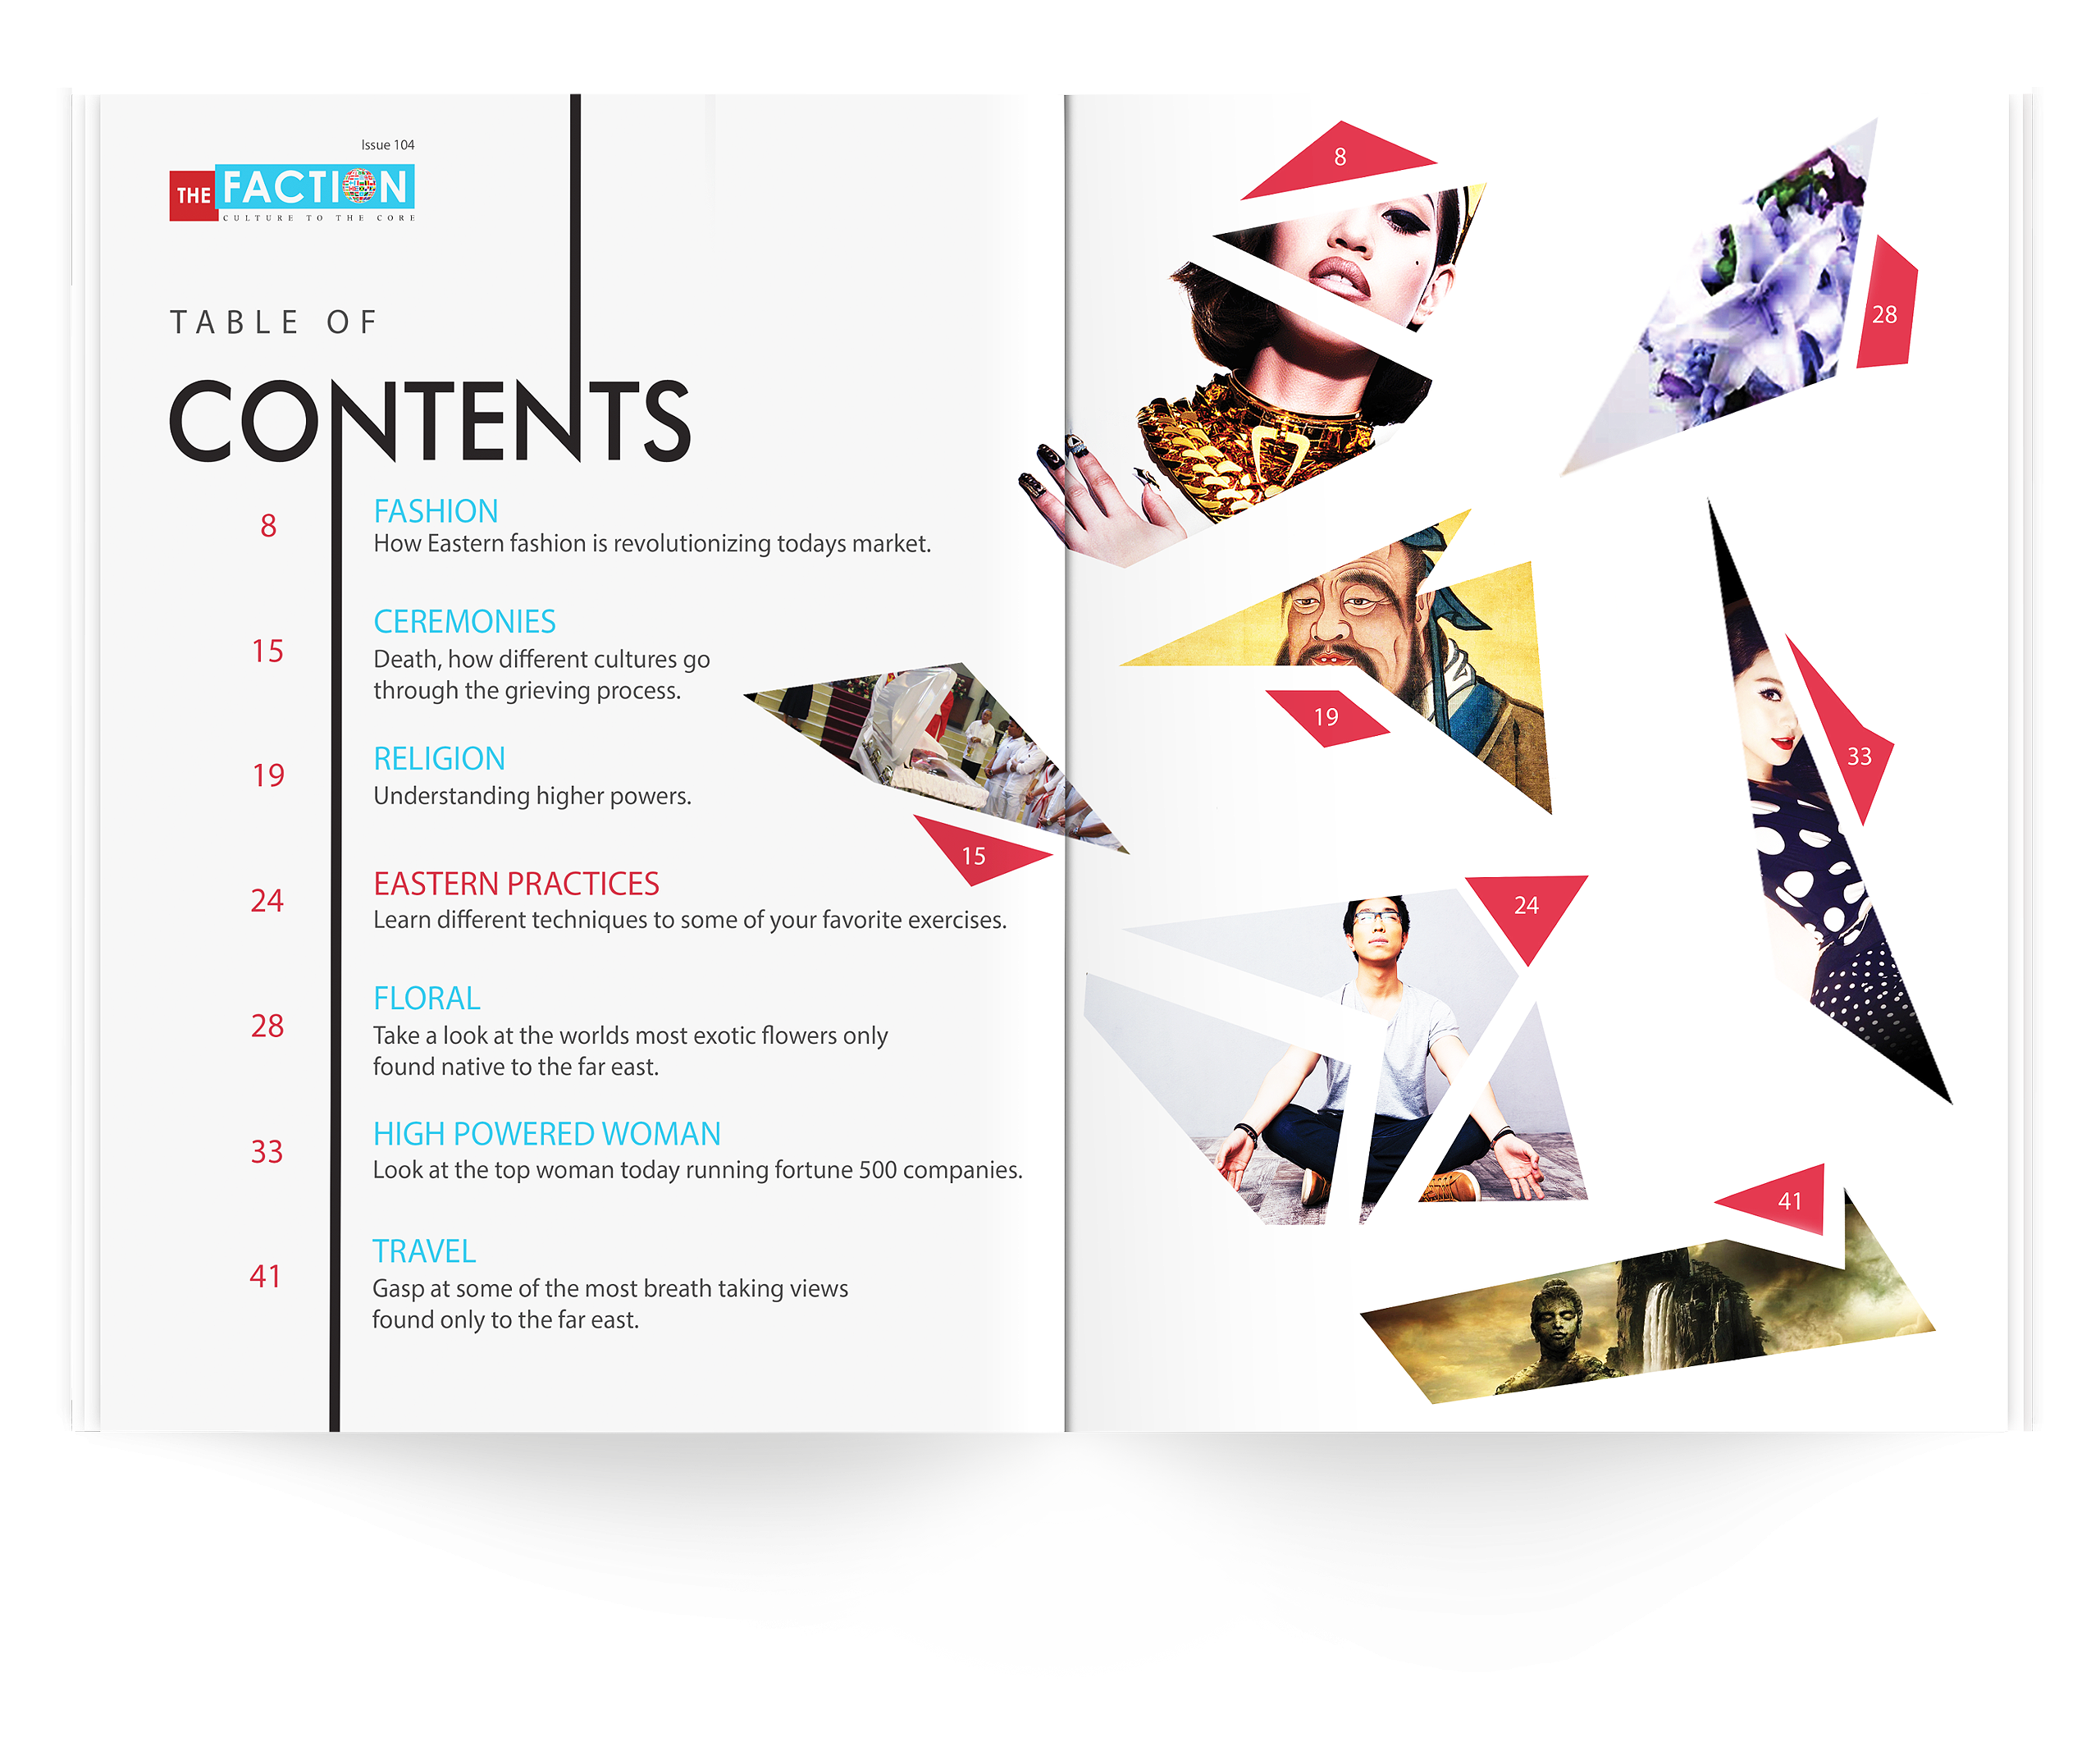 Issue 104
THE FACTION
CULTURE TO THE CORE
TABLE OF
CONTENTS
8
FASHION
How Eastern fashion is revolutionizing todays market.
15
CEREMONIES
Death, how different cultures go
through the grieving process.
19
RELIGION
Understanding higher powers.
24
EASTERN PRACTICES
Learn different techniques to some of your favorite exercises.
28
FLORAL
Take a look at the worlds most exotic flowers only
found native to the far east.
33
HIGH POWERED WOMAN
Look at the top woman today running fortune 500 companies.
41
TRAVEL
Gasp at some of the most breath taking views
found only to the far east.
15
8
28
19
33
24
41